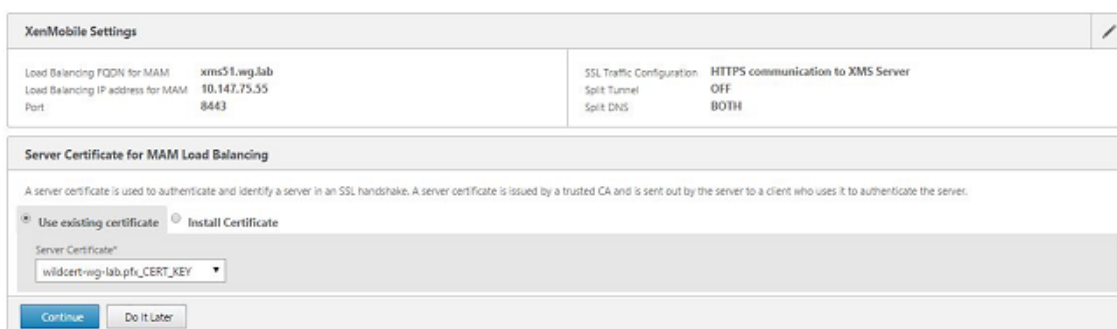 XenMobile Settings
Load Balancing FQDN for MAM xms51.wg.lab
Load Balancing IP address for MAM 10.147.75.55
Port 8443
SSL Traffic Configuration HTTPS communication to XMS Server
Split Tunnel OFF
Split DNS BOTH
Server Certificate for MAM Load Balancing
A server certificate is used to authenticate and identify a server in an SSL handshake. A server certificate is issued by a trusted CA and is sent out by the server to a client who uses it to authenticate the server.
Use existing certificate Install Certificate
Server Certificate*
wildcert-wg-lab.pfx_CERT_KEY
Continue Do It Later